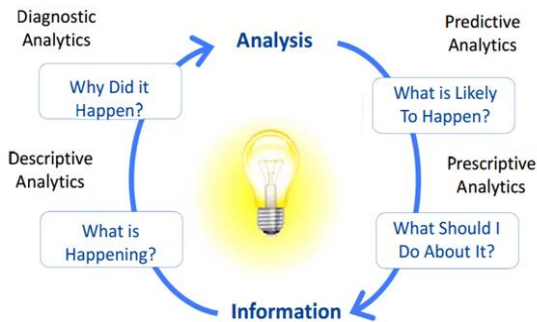 Diagnostic
Analytics
Analysis
Predictive
Analytics
Why Did it
Happen?
What is Likely
To Happen?
Descriptive
Analytics
Prescriptive
Analytics
What is
Happening?
What Should I
Do About It?
Information